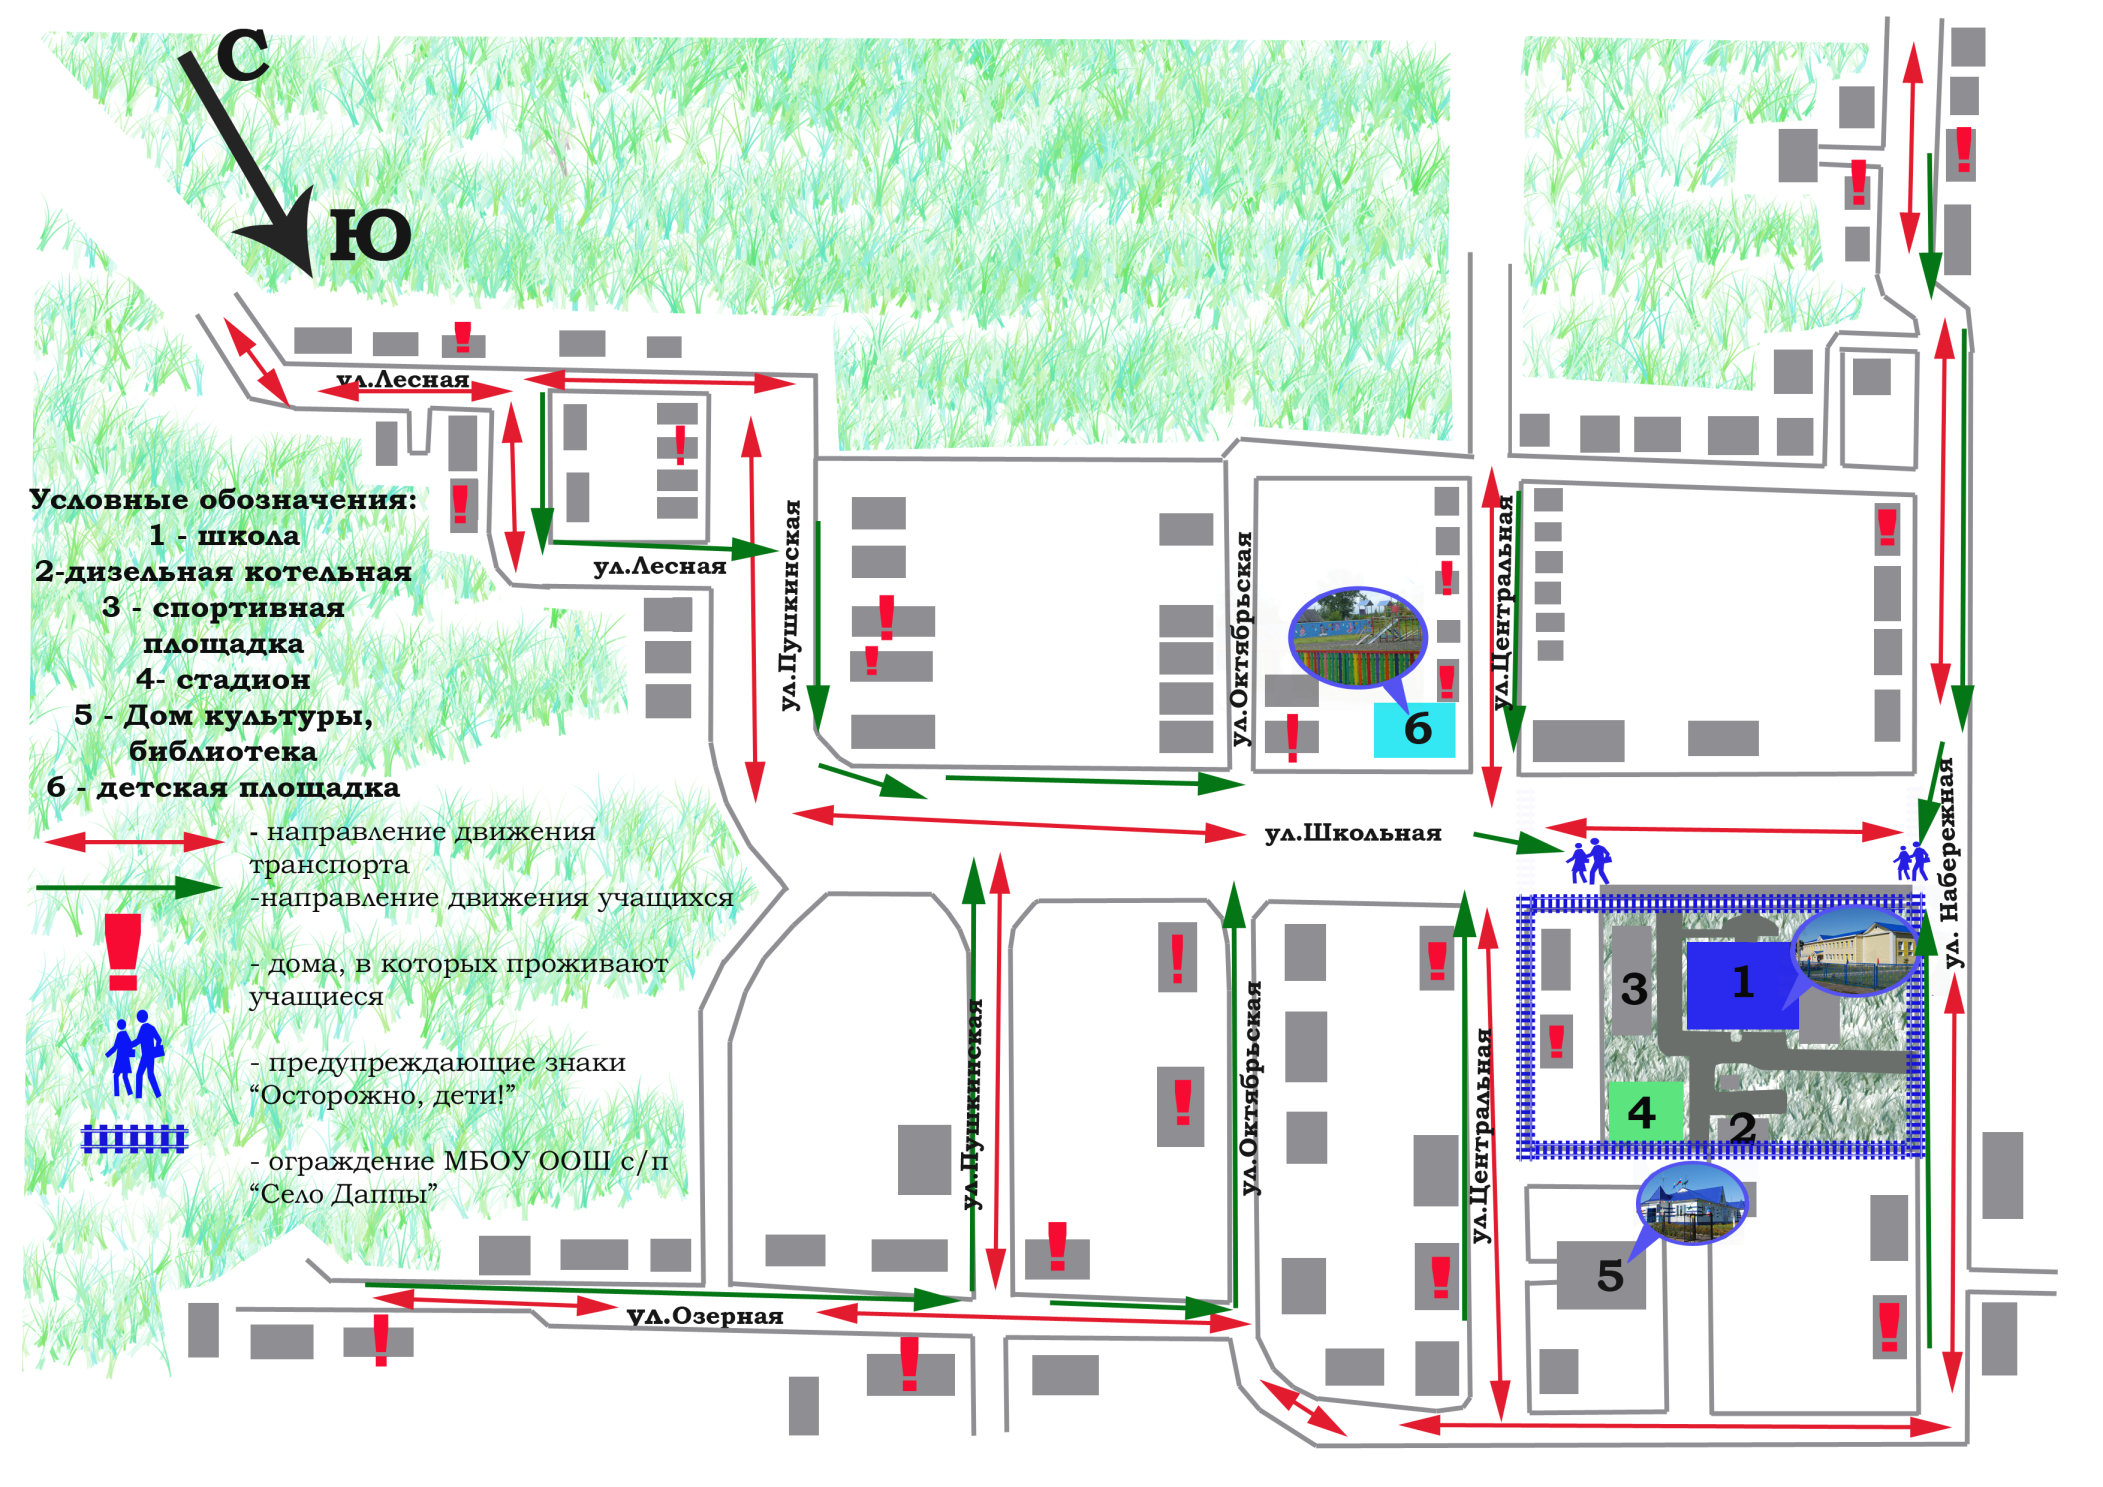 С
Ю
ул.Лесная
Условные обозначения:
1 - школа
2-дизельная котельная
3 - спортивная
площадка
4- стадион
5 - Дом культуры,
библиотека
6 - детская площадка
- направление движения
транспорта
-направление движения учащихся
- дома, в которых проживают
учащиеся
- предупреждающие знаки
“Осторожно, дети!”
- ограждение МБОУ ООШ с/п
“Село Даппы”
ул.Лесная
ул.Пушкинская
ул.Октябрьская
ул.Центральная
6
ул.Школьная
ул. Набережная
ул.Пушкинская
ул.Октябрьская
ул.Центральная
3
1
4
2
5
ул.Озерная